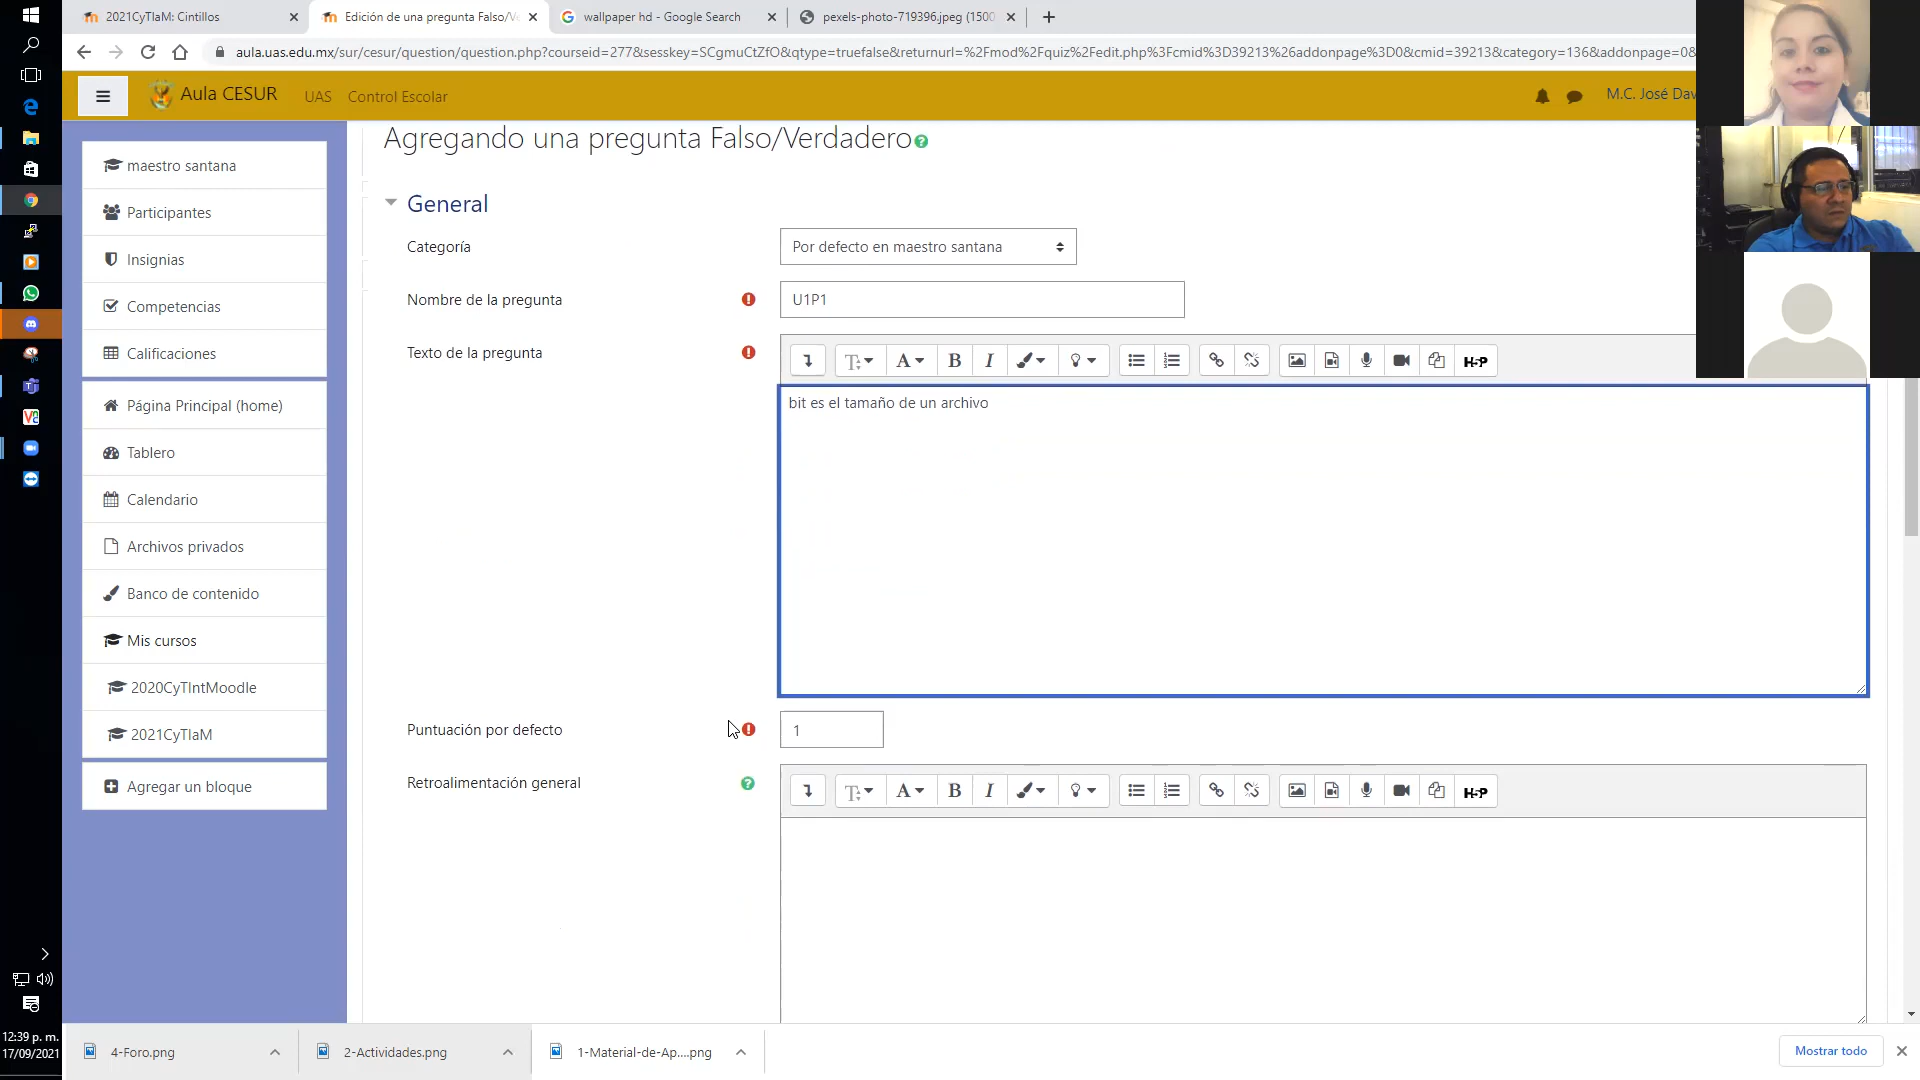 2021CyTIaM: Cintillos
Edición de una pregunta Falso/V
wallpaper hd - Google Search
pexels-photo-719396.jpeg (1500
aula.uas.edu.mx/sur/cesur/question/question.php?courseid=277&sesskey=SCgmuCtZfO&qtype=truefalse&returnurl=%2Fmod%2Fquiz%2Fedit.php%3Fcmid%3D39213%26addonpage%3D0&cmid=39213&category=136&addonpage=0&
Aula CESUR
UAS
Control Escolar
M.C. José Dav
maestro santana
Participantes
Insignias
Competencias
Calificaciones
Página Principal (home)
Tablero
Calendario
Archivos privados
Banco de contenido
Mis cursos
2020CyTIntMoodle
2021CyTIaM
Agregar un bloque
Agregando una pregunta Falso/Verdadero
General
Categoría
Por defecto en maestro santana
Nombre de la pregunta
U1P1
Texto de la pregunta
H5P
bit es el tamaño de un archivo
Puntuación por defecto
1
Retroalimentación general
H5P
12:39 p. m.
17/09/2021
4-Foro.png
2-Actividades.png
1-Material-de-Ap....png
Mostrar todo